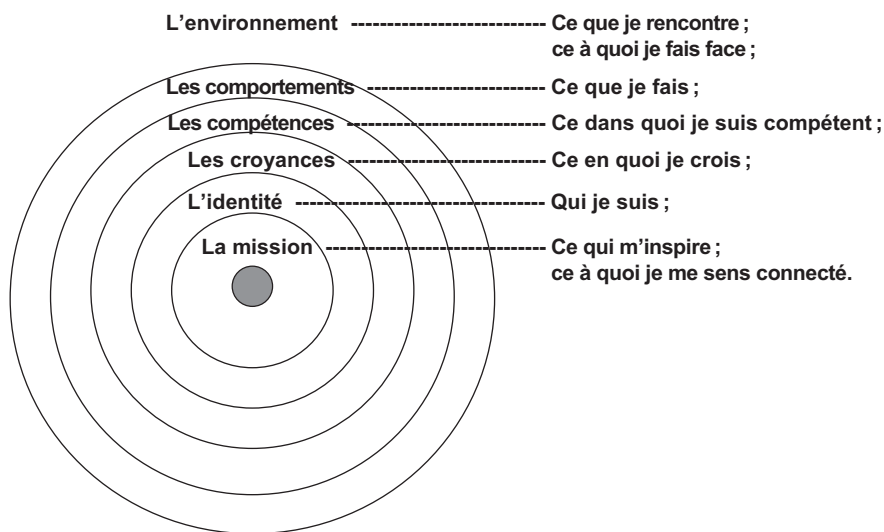 L'environnement ------------------------ Ce que je rencontre ;
ce à quoi je fais face ;
Les comportements ---------------------- Ce que je fais ;
Les compétences ------------------------- Ce dans quoi je suis compétent ;
Les croyances ------------------------- Ce en quoi je crois ;
L'identité ------------------------------ Qui je suis ;
La mission --------------------------- Ce qui m'inspire ;
ce à quoi je me sens connecté.